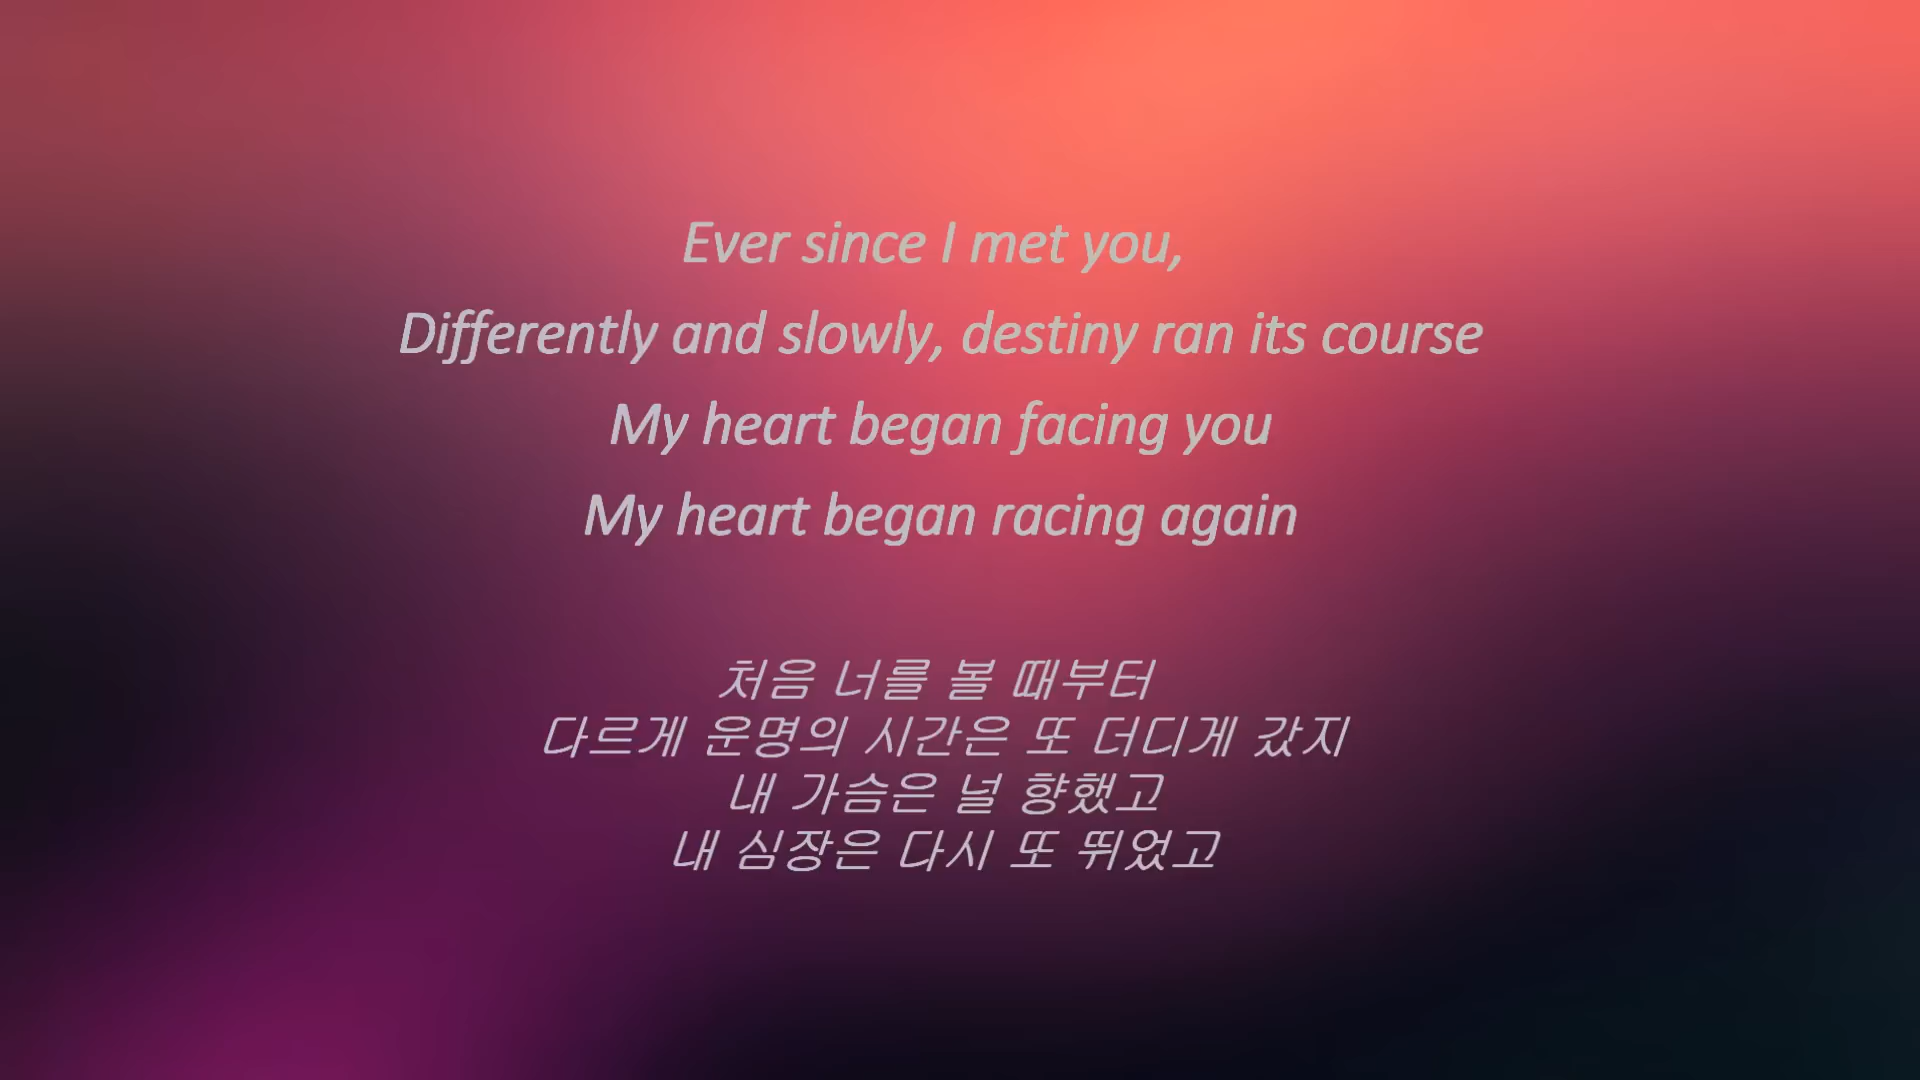 Ever since I met you,
Differently and slowly, destiny ran its course
My heart began facing you
My heart began racing again
처음 너를 볼 때부터
다르게 운명의 시간은 또 더디게 갔지
내 가슴은 널 향했고
내 심장은 다시 또 뛰었고